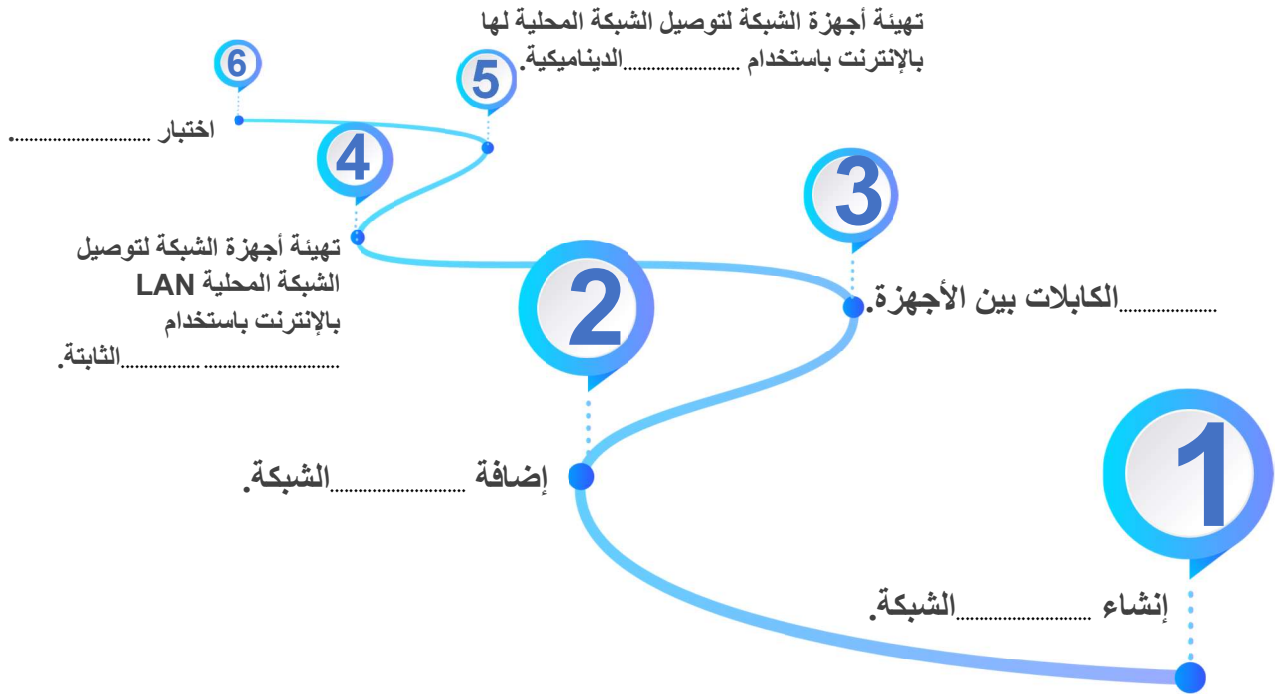 تهيئة أجهزة الشبكة لتوصيل الشبكة المحلية لها
بالإنترنت باستخدام ......................الديناميكية.
6
5
اختبار .........................
4
3
تهيئة أجهزة الشبكة لتوصيل
الشبكة المحلية LAN
بالإنترنت باستخدام
......................... ...............الثابتة.
2
..................الكابلات بين الأجهزة.
إضافة .........................الشبكة.
1
إنشاء .........................الشبكة.